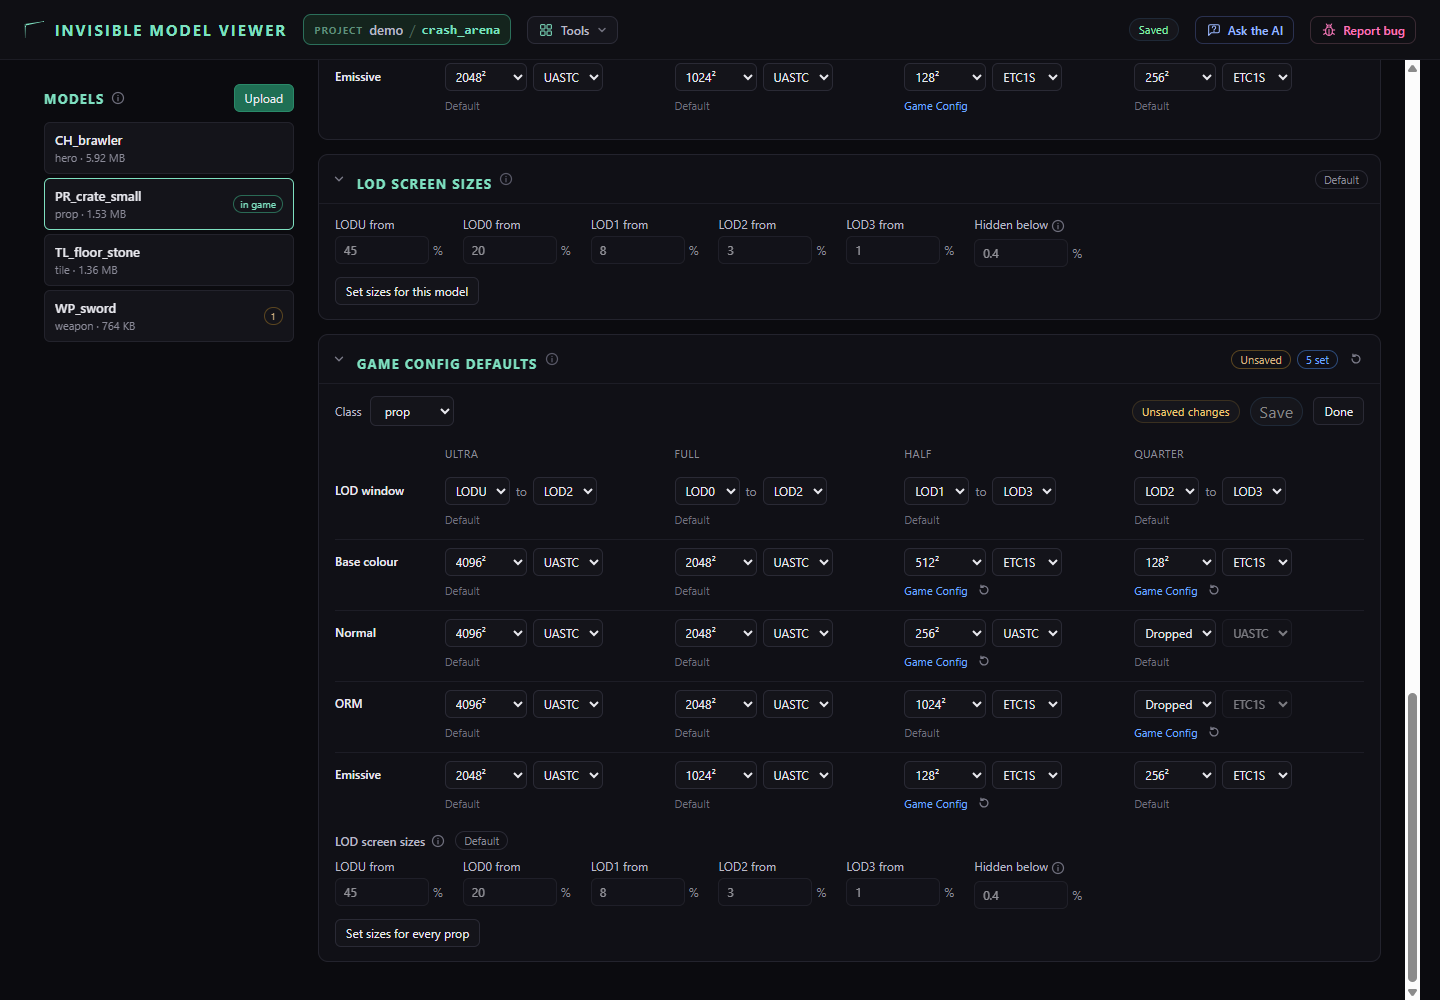 INVISIBLE MODEL VIEWER
PROJECT demo / crash_arena
Tools
Saved
Ask the AI
Report bug
MODELS
Upload
CH_brawler
hero · 5.92 MB
PR_crate_small
prop · 1.53 MB
in game
TL_floor_stone
tile · 1.36 MB
WP_sword
weapon · 764 KB
1
Emissive 2048² UASTC 1024² UASTC 128² ETC1S 256² ETC1S
Default Default Game Config Default
LOD SCREEN SIZES
Default
LODU from LOD0 from LOD1 from LOD2 from LOD3 from Hidden below
45 % 20 % 8 % 3 % 1 % 0.4 %
Set sizes for this model
GAME CONFIG DEFAULTS
Unsaved 5 set
Class prop
Unsaved changes Save Done
ULTRA FULL HALF QUARTER
LOD window LODU to LOD2 LOD0 to LOD2 LOD1 to LOD3 LOD2 to LOD3
Default Default Default Default
Base colour 4096² UASTC 2048² UASTC 512² ETC1S 128² ETC1S
Default Default Game Config Game Config
Normal 4096² UASTC 2048² UASTC 256² UASTC Dropped UASTC
Default Default Game Config Default
ORM 4096² UASTC 2048² UASTC 1024² ETC1S Dropped ETC1S
Default Default Default Game Config
Emissive 2048² UASTC 1024² UASTC 128² ETC1S 256² ETC1S
Default Default Game Config Default
LOD screen sizes Default
LODU from LOD0 from LOD1 from LOD2 from LOD3 from Hidden below
45 % 20 % 8 % 3 % 1 % 0.4 %
Set sizes for every prop